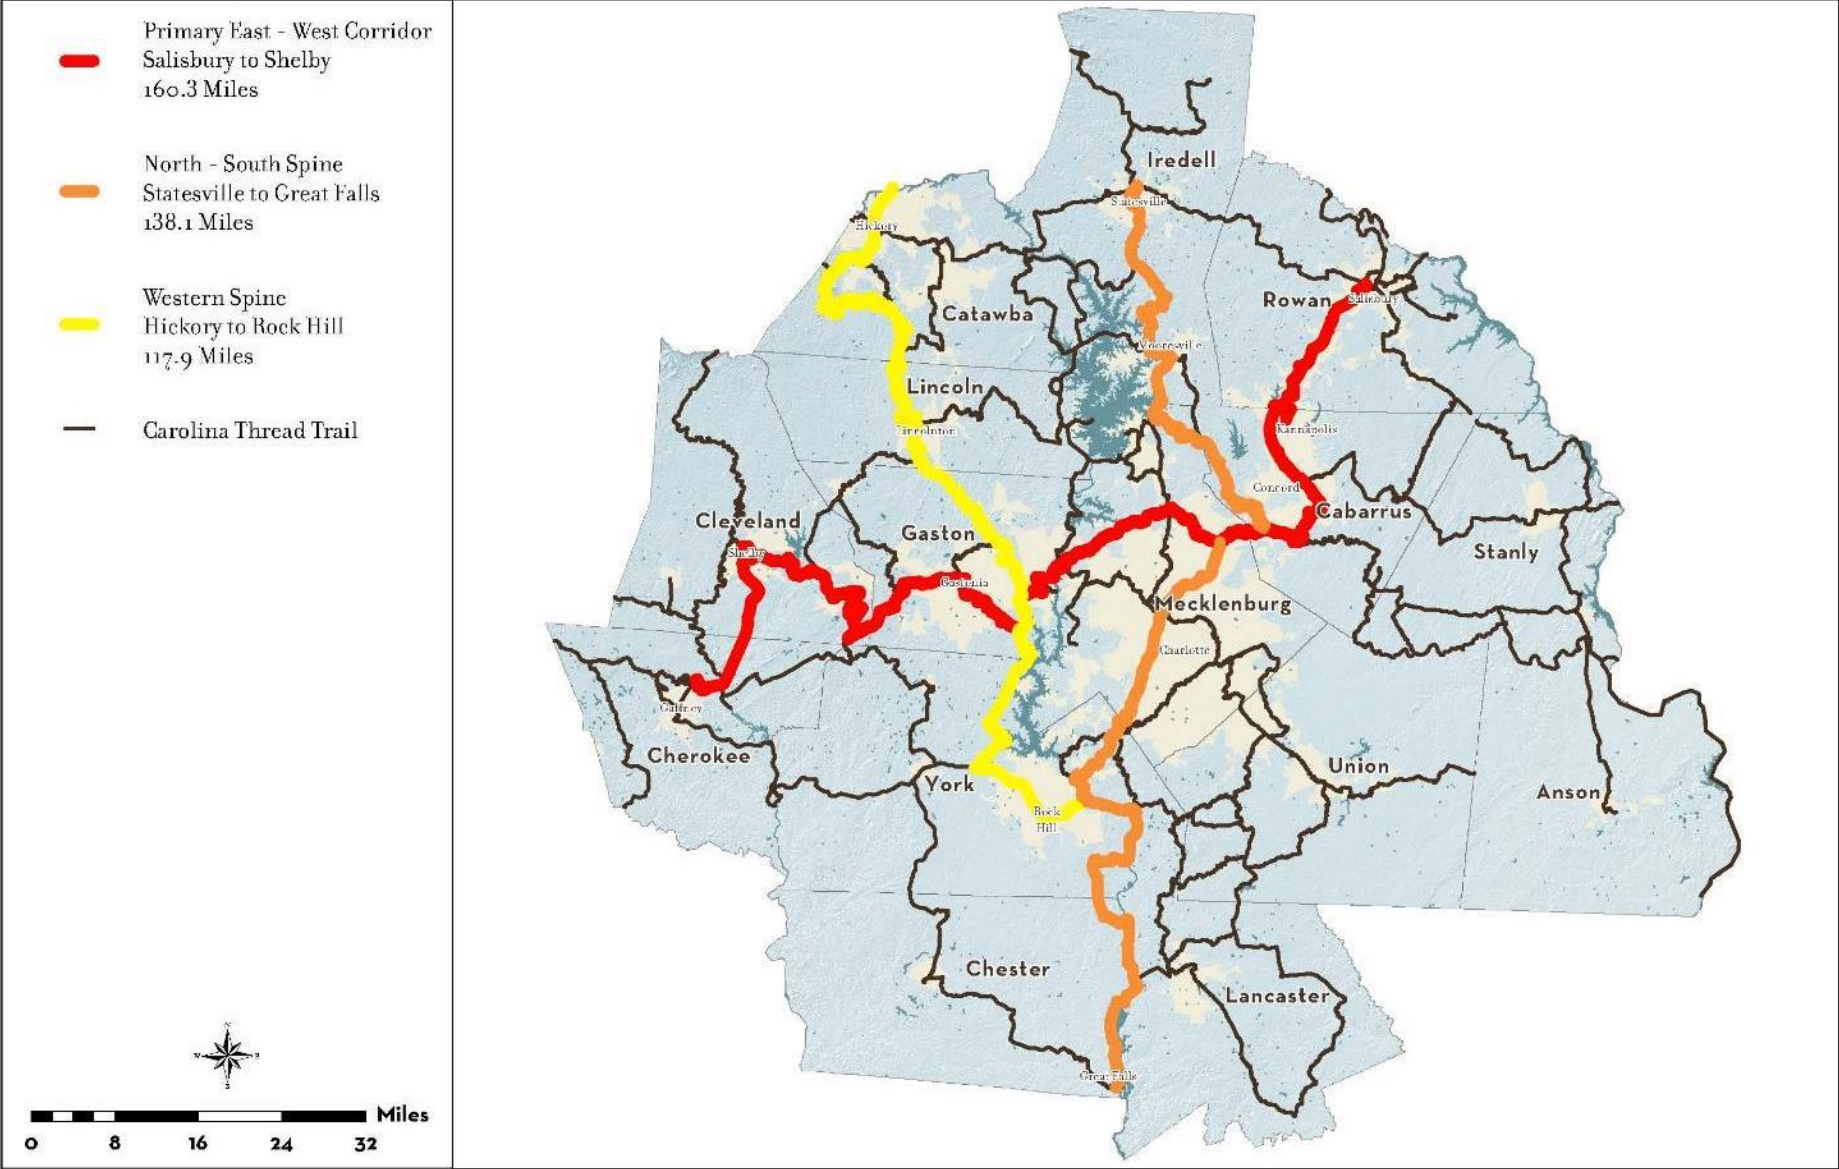 Primary East - West Corridor
Salisbury to Shelby
160.3 Miles
North - South Spine
Statesville to Great Falls
138.1 Miles
Western Spine
Hickory to Rock Hill
117.9 Miles
Carolina Thread Trail
N
W E
S
Miles
0 8 16 24 32
Iredell
Statesville
Hickory
Rowan
Salisbury
Catawba
Mooresville
Lincoln
Lincolnton
Kannapolis
Concord
Cabarrus
Cleveland
Shelby
Gaston
Gastonia
Stanly
Mecklenburg
Charlotte
Gaffney
Cherokee
York
Rock
Hill
Union
Anson
Chester
Lancaster
Great Falls